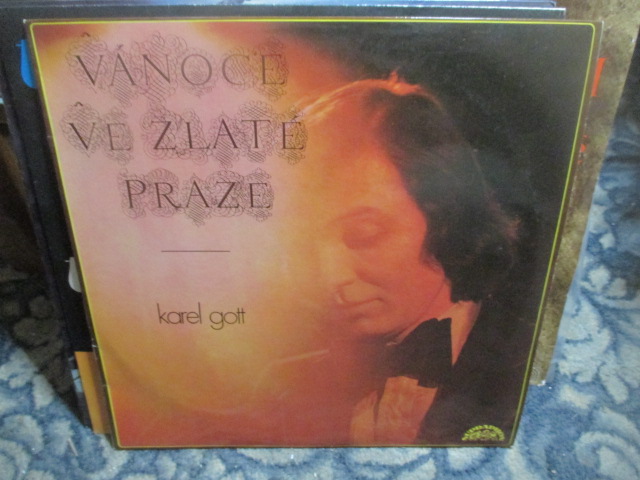 VÁNOCE
VE ZLATÉ
PRAZE
karel gott